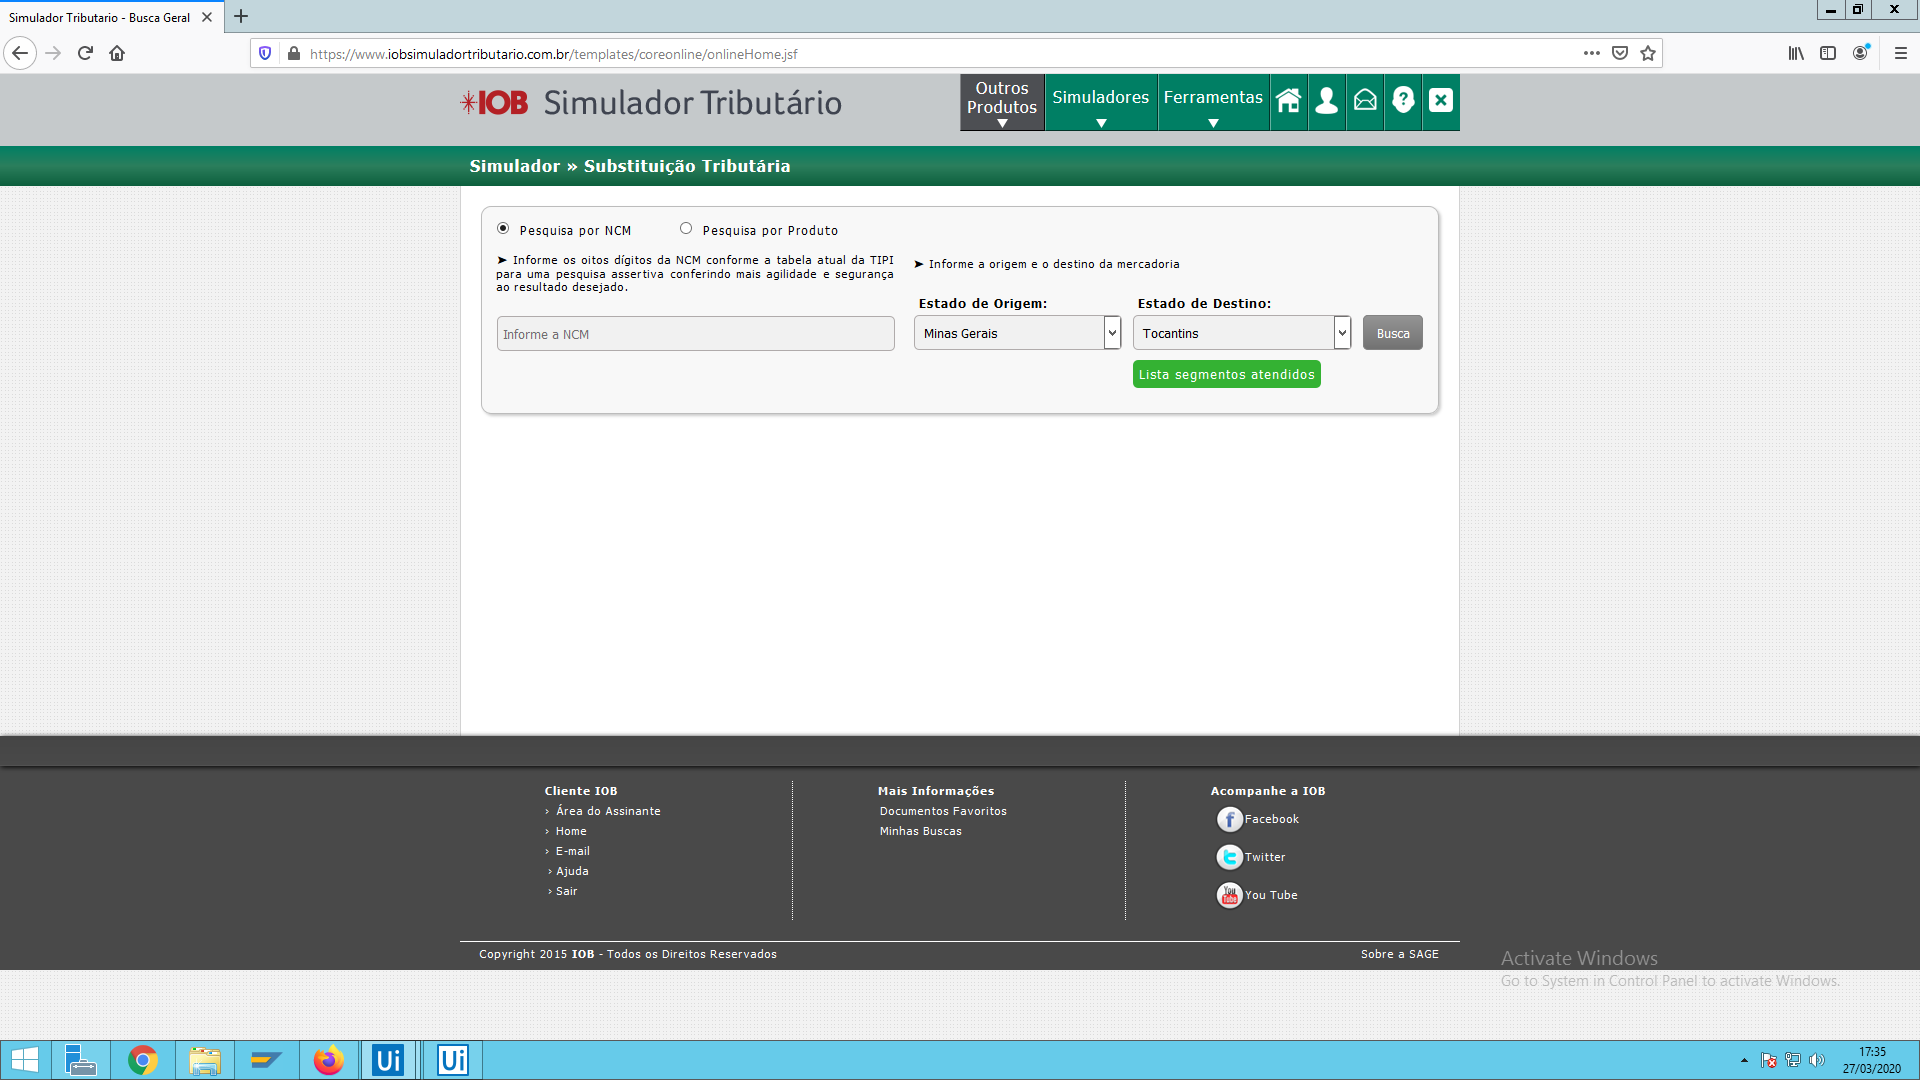 Simulador Tributario - Busca Geral
https://www.iobsimuladortributario.com.br/templates/coreonline/onlineHome.jsf
IOB Simulador Tributário
Outros Produtos
Simuladores
Ferramentas
Simulador » Substituição Tributária
Pesquisa por NCM
Pesquisa por Produto
➤ Informe os oitos dígitos da NCM conforme a tabela atual da TIPI
para uma pesquisa assertiva conferindo mais agilidade e segurança
ao resultado desejado.
➤ Informe a origem e o destino da mercadoria
Estado de Origem:
Estado de Destino:
Informe a NCM
Minas Gerais
Tocantins
Busca
Lista segmentos atendidos
Cliente IOB
› Área do Assinante
› Home
› E-mail
› Ajuda
› Sair
Mais Informações
Documentos Favoritos
Minhas Buscas
Acompanhe a IOB
Facebook
Twitter
You Tube
Copyright 2015 IOB - Todos os Direitos Reservados
Sobre a SAGE
Activate Windows
Go to System in Control Panel to activate Windows.
Ui
Ui
17:35
27/03/2020